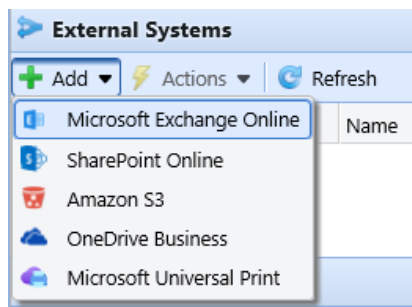 External Systems
Add Actions Refresh
Microsoft Exchange Online Name
SharePoint Online
Amazon S3
OneDrive Business
Microsoft Universal Print